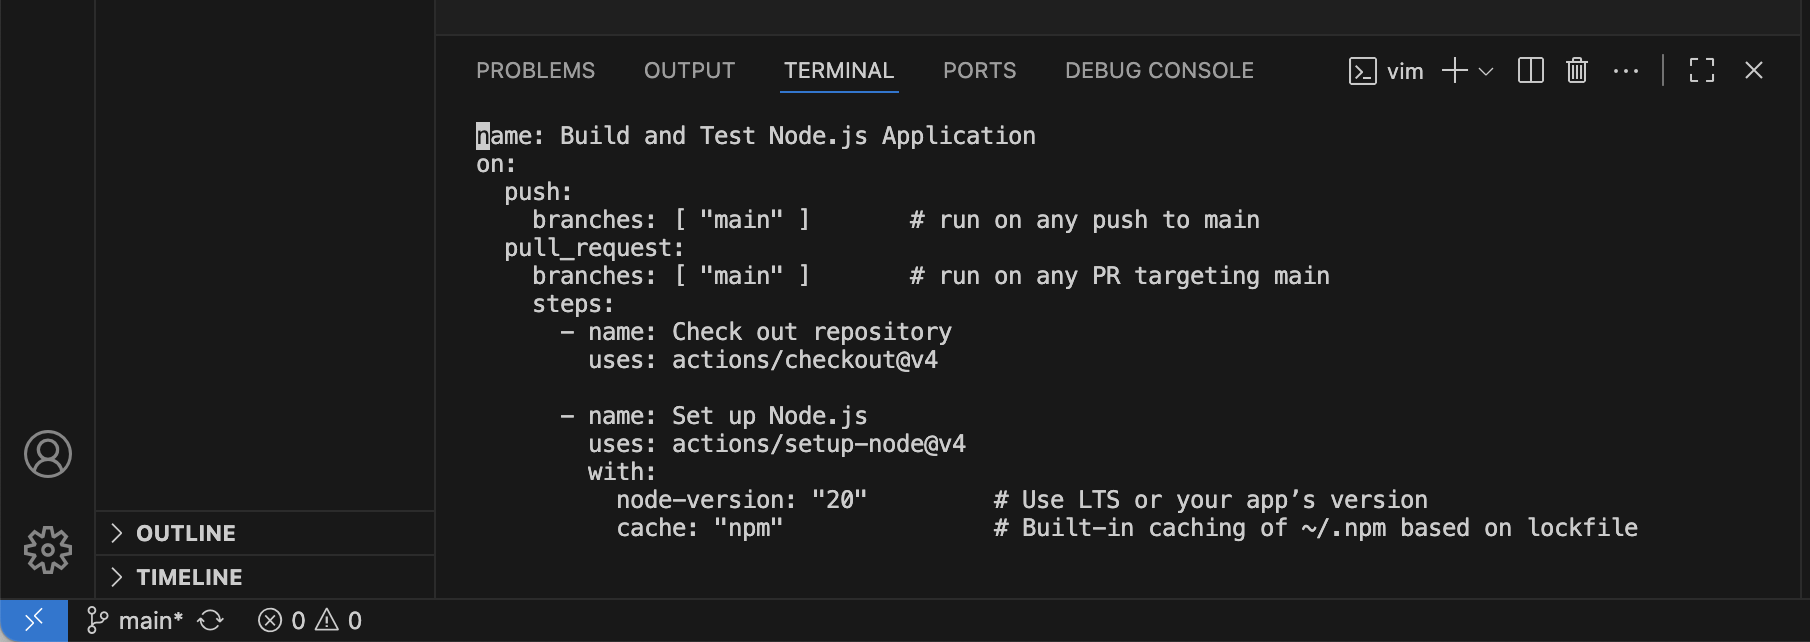 PROBLEMS OUTPUT TERMINAL PORTS DEBUG CONSOLE vim
name: Build and Test Node.js Application
on:
  push:
    branches: [ "main" ]       # run on any push to main
  pull_request:
    branches: [ "main" ]       # run on any PR targeting main
    steps:
      - name: Check out repository
        uses: actions/checkout@v4

      - name: Set up Node.js
        uses: actions/setup-node@v4
        with:
          node-version: "20"         # Use LTS or your app’s version
          cache: "npm"               # Built-in caching of ~/.npm based on lockfile
OUTLINE
TIMELINE
main* 0 0